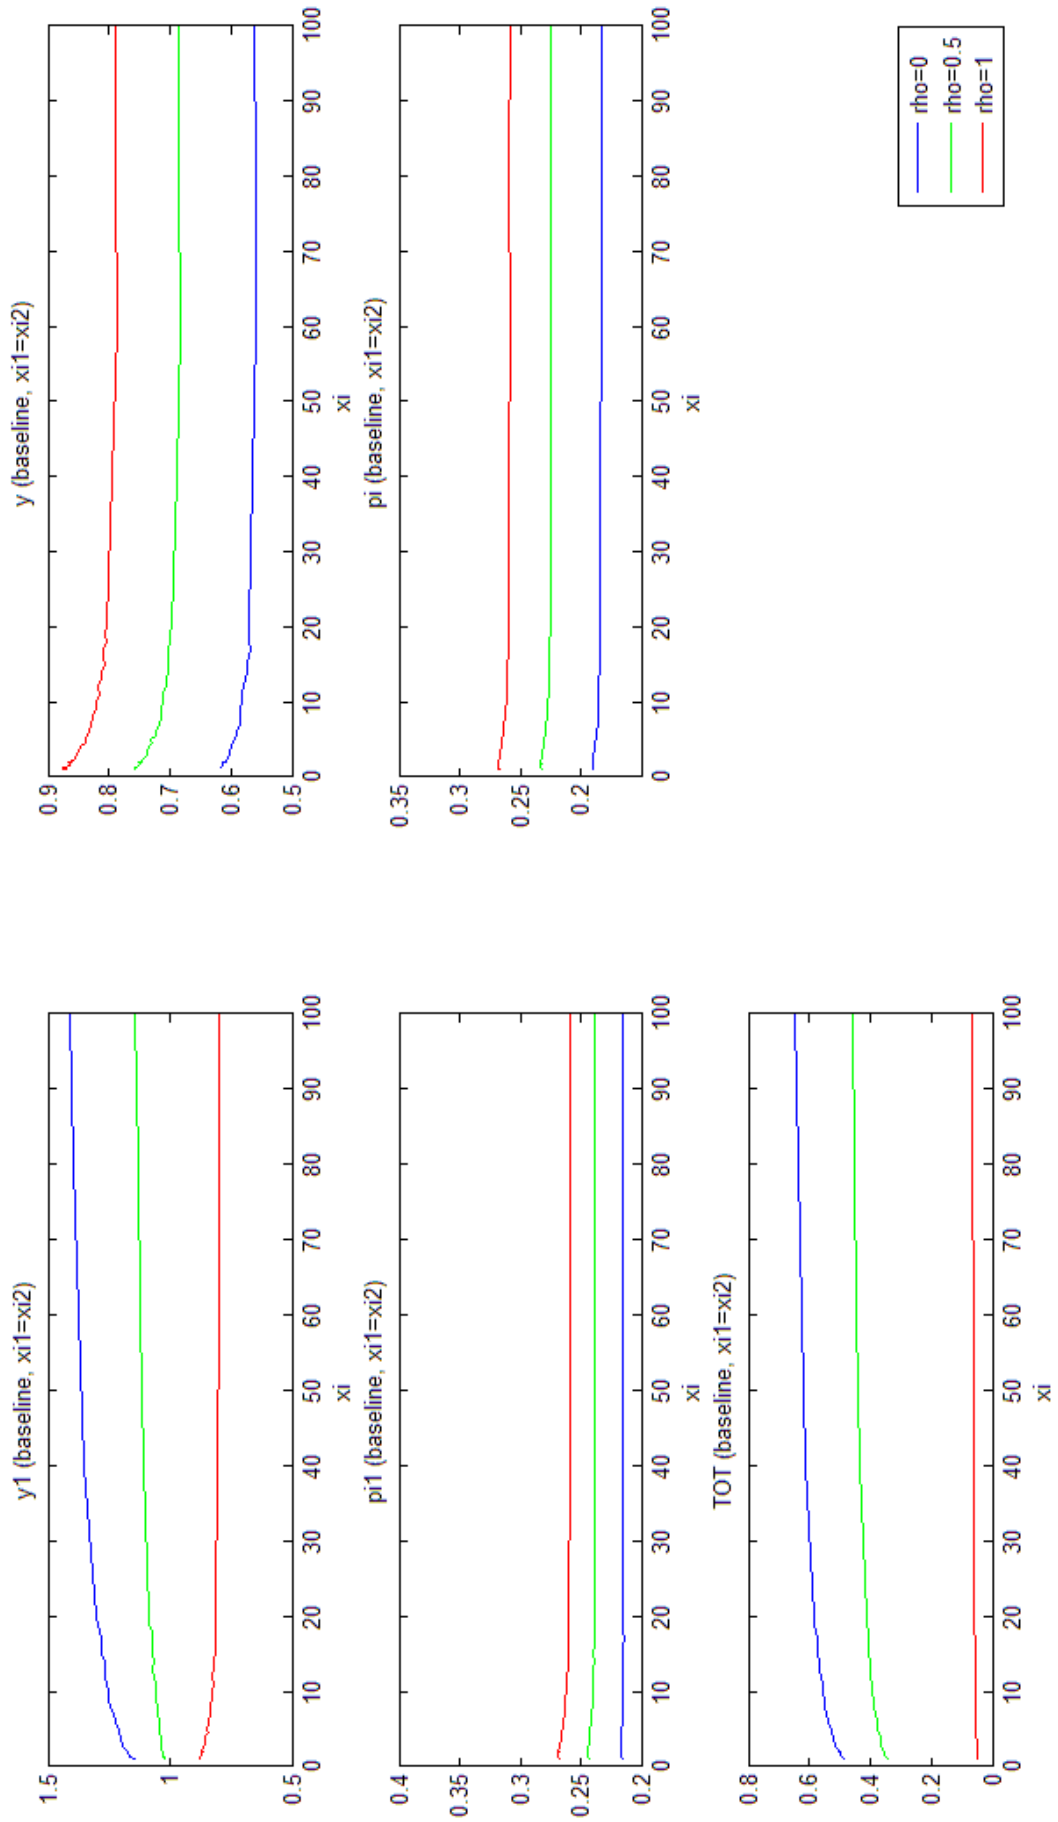 y1 (baseline, xi1=xi2)
1.5
1
0.5
0 10 20 30 40 50 60 70 80 90 100
xi
y (baseline, xi1=xi2)
0.9
0.8
0.7
0.6
0.5
0 10 20 30 40 50 60 70 80 90 100
xi
pi1 (baseline, xi1=xi2)
0.4
0.35
0.3
0.25
0.2
0 10 20 30 40 50 60 70 80 90 100
xi
pi (baseline, xi1=xi2)
0.35
0.3
0.25
0.2
0 10 20 30 40 50 60 70 80 90 100
xi
TOT (baseline, xi1=xi2)
0.8
0.6
0.4
0.2
0
0 10 20 30 40 50 60 70 80 90 100
xi
rho=0
rho=0.5
rho=1